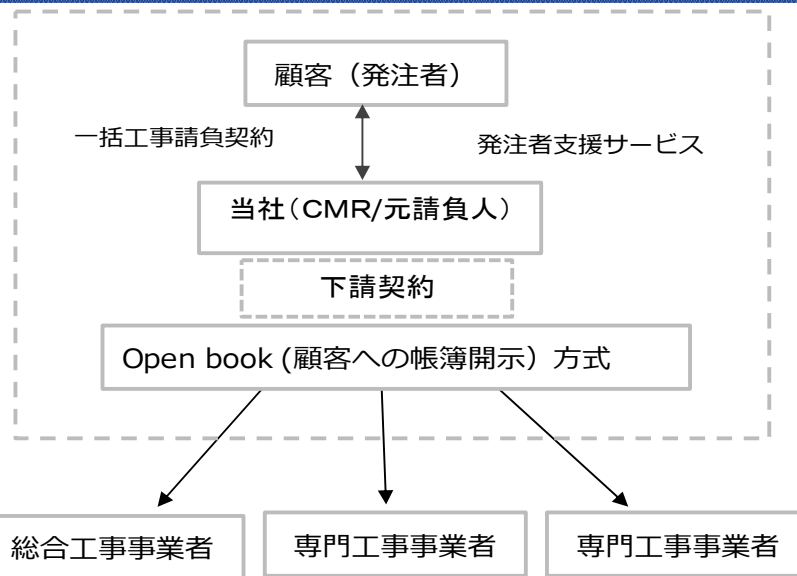 顧客（発注者）
一括工事請負契約
発注者支援サービス
当社（CMR/元請負人）
下請契約
Open book (顧客への帳簿開示）方式
総合工事事業者
専門工事事業者
専門工事事業者